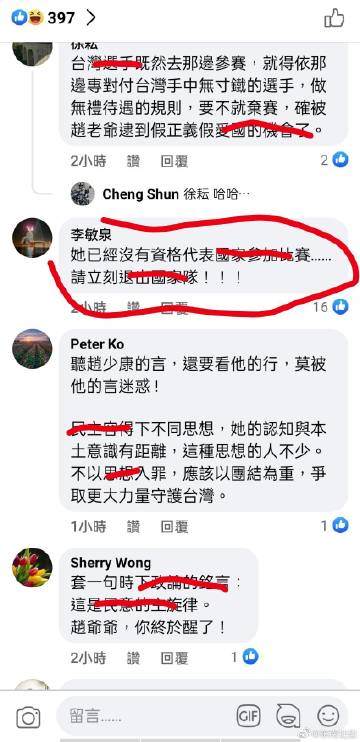 397 >
徐耘
台灣選手既然去那邊參賽，就得依那
邊專對付台灣手中無寸鐵的選手，做
無禮待遇的規則，要不就棄賽，確被
趙老爺逮到假正義假愛國的機會了。
2小時 讚 回覆 2
Cheng Shun 徐耘 哈哈…
李敏泉
她已經沒有資格代表國家參加比賽......
請立刻退出國家隊！！！
2小時 讚 回覆 16
Peter Ko
聽趙少康的言，還要看他的行，莫被
他的言迷惑！
民主容得下不同思想，她的認知與本
土意識有距離，這種思想的人不少。
不以思想入罪，應該以團結為重，爭
取更大力量守護台灣。
1小時 讚 回覆 1
Sherry Wong
套一句時下政論的銘言：
這是民意的主旋律。
趙爺爺，你終於醒了！
2小時 讚 回覆 1
留言......
GIF